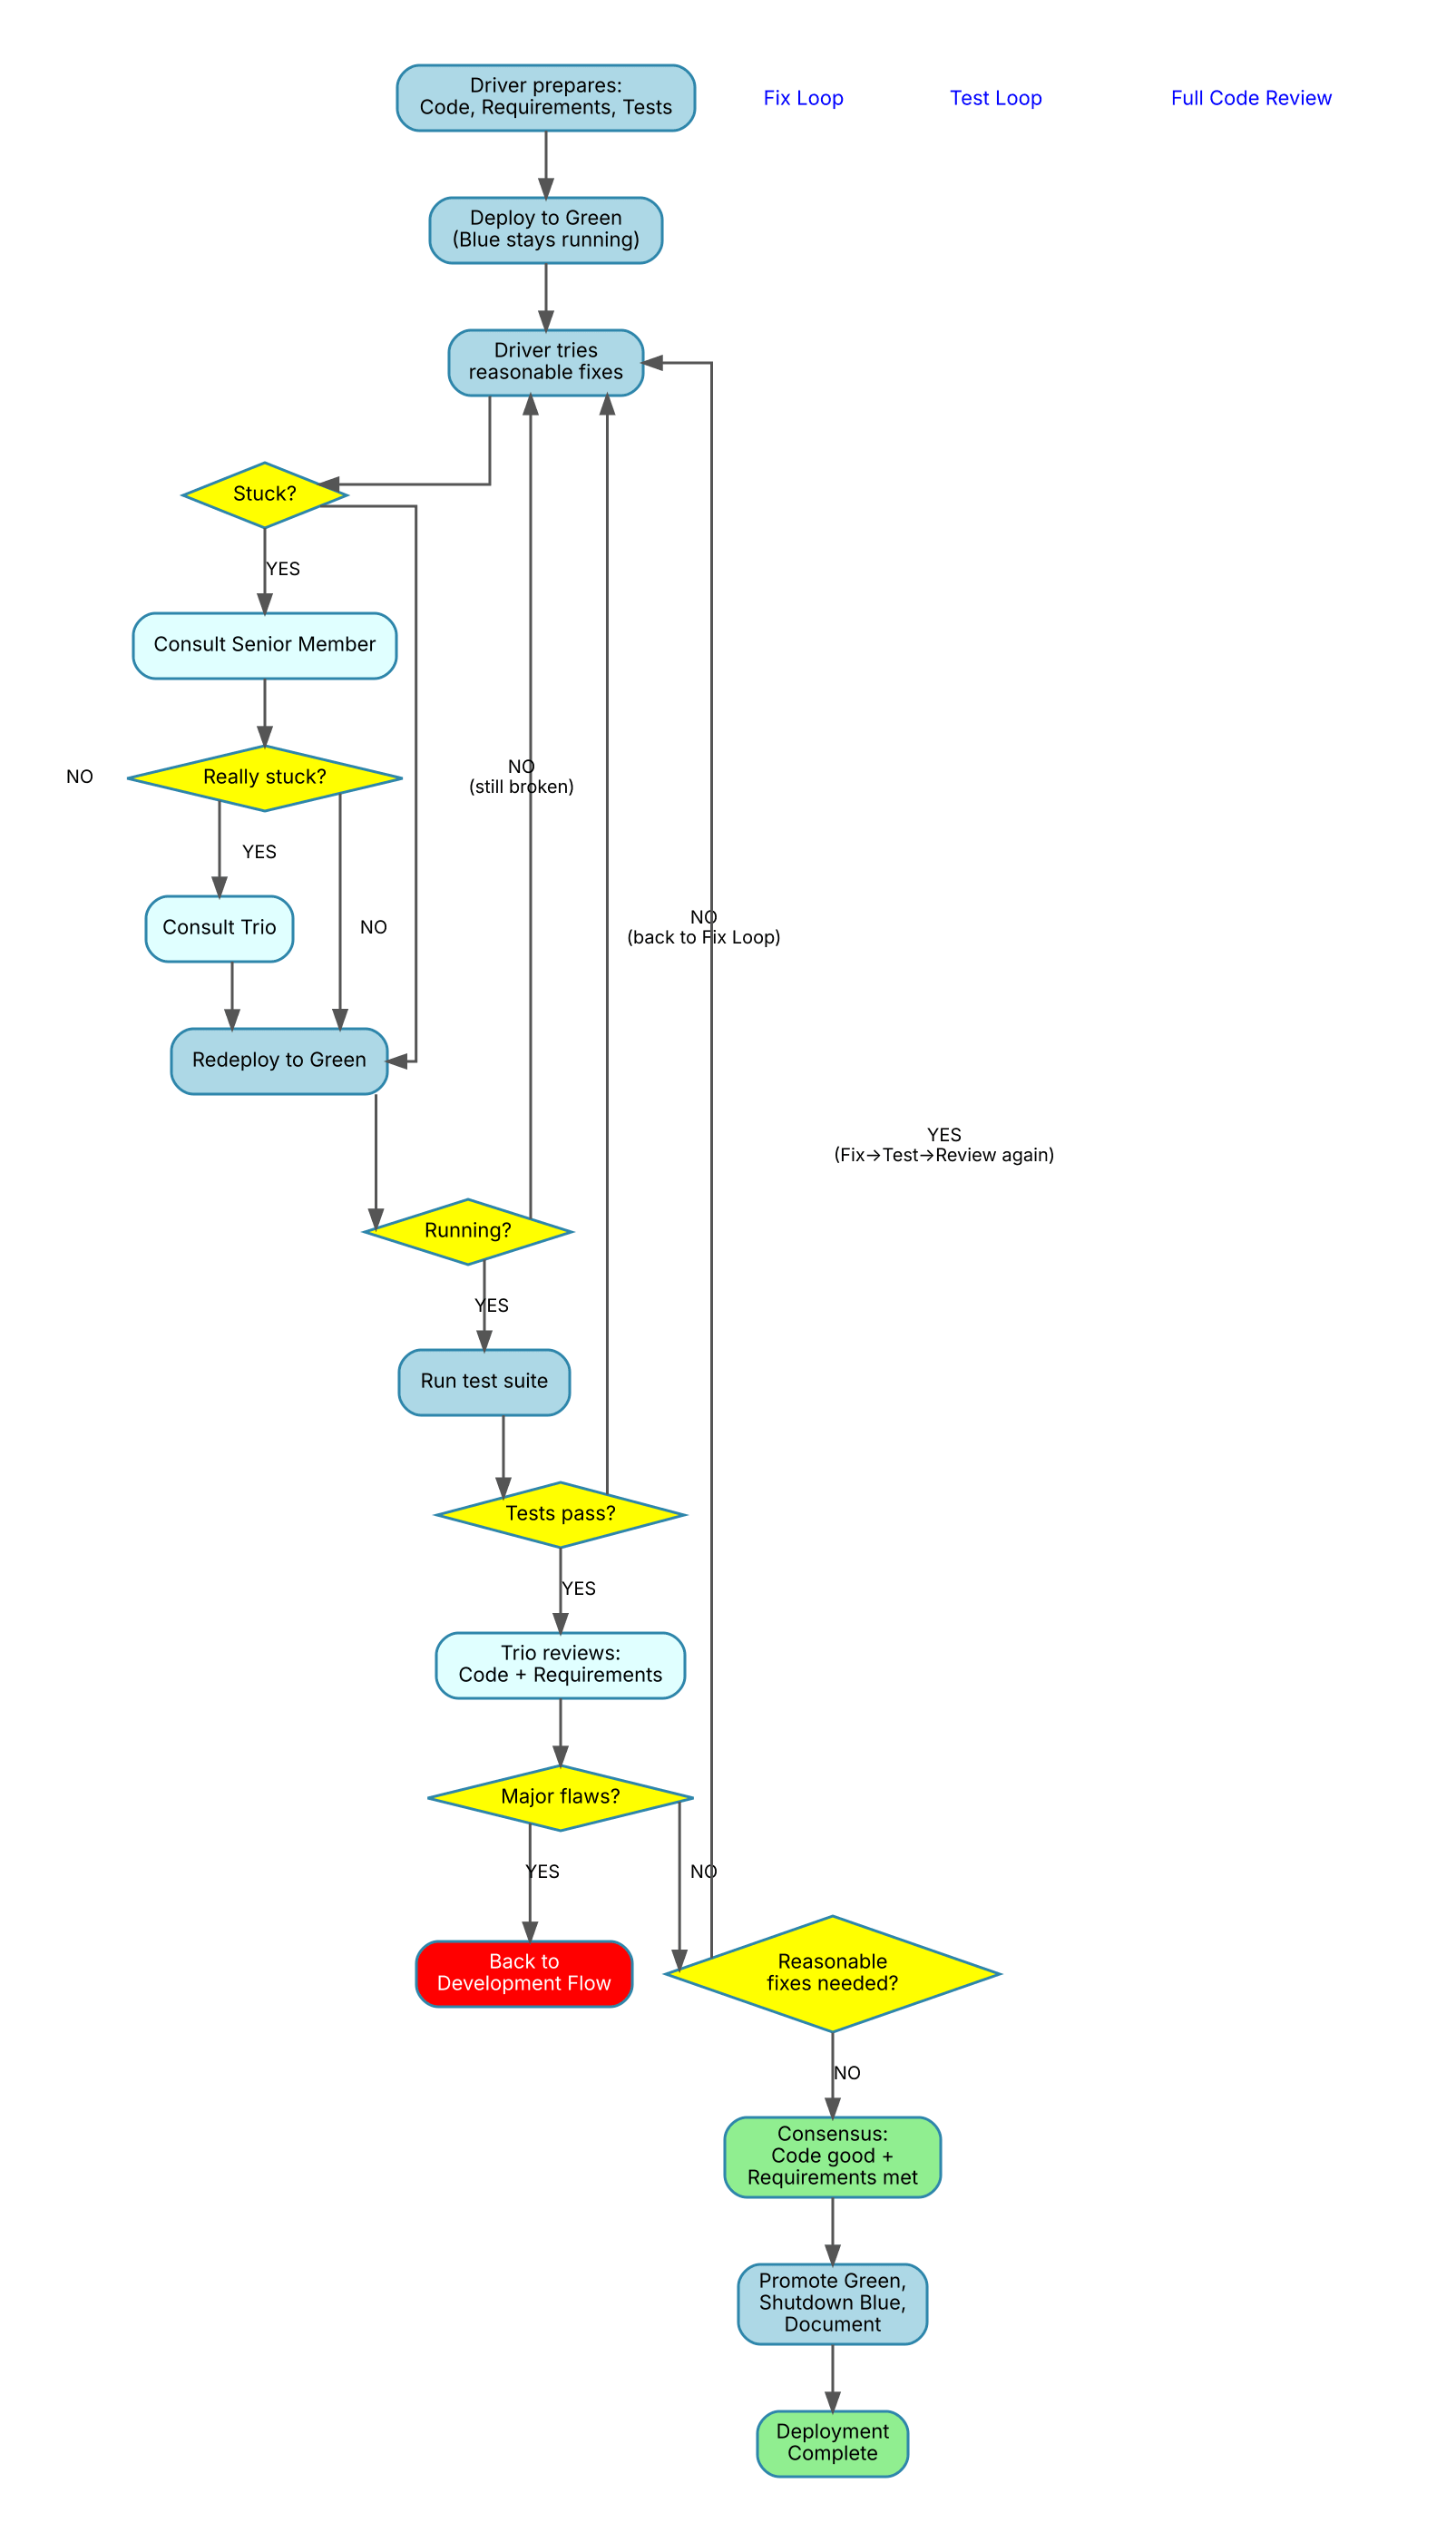 Driver prepares:
Code, Requirements, Tests
Fix Loop
Test Loop
Full Code Review
Deploy to Green
(Blue stays running)
Driver tries
reasonable fixes
Stuck?
YES
Consult Senior Member
NO
Really stuck?
NO
(still broken)
YES
Consult Trio
NO
NO
(back to Fix Loop)
Redeploy to Green
YES
(Fix→Test→Review again)
Running?
YES
Run test suite
Tests pass?
YES
Trio reviews:
Code + Requirements
Major flaws?
YES
NO
Back to
Development Flow
Reasonable
fixes needed?
NO
Consensus:
Code good +
Requirements met
Promote Green,
Shutdown Blue,
Document
Deployment
Complete